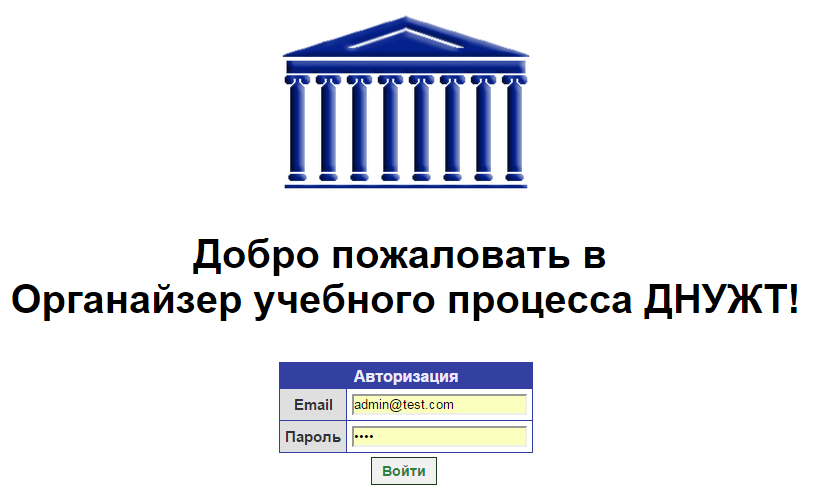 Добро пожаловать в
Органайзер учебного процесса ДНУЖТ!
Авторизация
Email admin@test.com
Пароль ••••
Войти